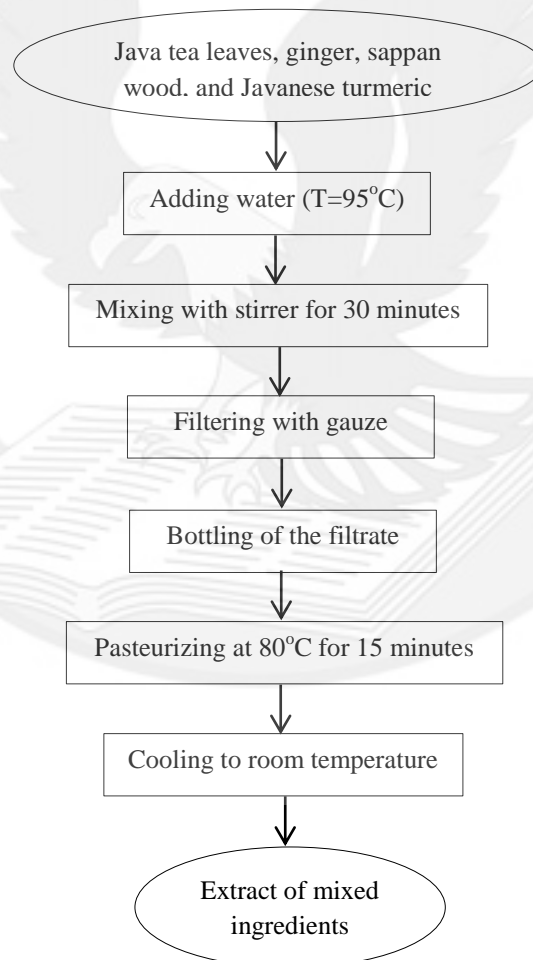 Java tea leaves, ginger, sappan
wood, and Javanese turmeric
Adding water (T=95°C)
Mixing with stirrer for 30 minutes
Filtering with gauze
Bottling of the filtrate
Pasteurizing at 80°C for 15 minutes
Cooling to room temperature
Extract of mixed
ingredients